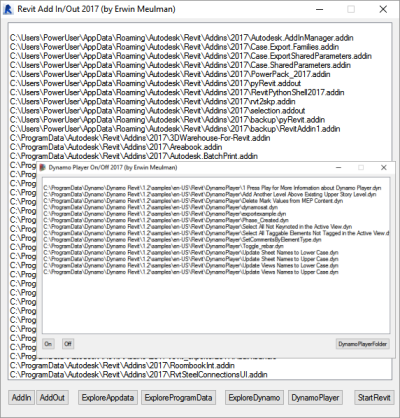 Revit Add In/Out 2017 (by Erwin Meulman)
C:\Users\PowerUser\AppData\Roaming\Autodesk\Revit\Addins\2017\Autodesk.AddInManager.addin
C:\Users\PowerUser\AppData\Roaming\Autodesk\Revit\Addins\2017\Case.Export.Families.addin
C:\Users\PowerUser\AppData\Roaming\Autodesk\Revit\Addins\2017\Case.Export.SharedParameters.addin
C:\Users\PowerUser\AppData\Roaming\Autodesk\Revit\Addins\2017\Case.SharedParameters.addin
C:\Users\PowerUser\AppData\Roaming\Autodesk\Revit\Addins\2017\PowerPack_2017.addin
C:\Users\PowerUser\AppData\Roaming\Autodesk\Revit\Addins\2017\pyRevit.addout
C:\Users\PowerUser\AppData\Roaming\Autodesk\Revit\Addins\2017\RevitPythonShell2017.addin
C:\Users\PowerUser\AppData\Roaming\Autodesk\Revit\Addins\2017\rvt2skp.addin
C:\Users\PowerUser\AppData\Roaming\Autodesk\Revit\Addins\2017\selection.addout
C:\Users\PowerUser\AppData\Roaming\Autodesk\Revit\Addins\2017\backup\pyRevit.addin
C:\Users\PowerUser\AppData\Roaming\Autodesk\Revit\Addins\2017\backup\RevitAddin1.addin
C:\ProgramData\Autodesk\Revit\Addins\2017\3DWarehouse-For-Revit.addin
C:\ProgramData\Autodesk\Revit\Addins\2017\Areabook.addin
C:\ProgramData\Autodesk\Revit\Addins\2017\Autodesk.BatchPrint.addin
Dynamo Player On/Off 2017 (by Erwin Meulman)
C:\ProgramData\Dynamo\Dynamo Revit\1.2\samples\en-US\Revit\DynamoPlayer\1 Press Play for More Information about Dynamo Player.dyn
C:\ProgramData\Dynamo\Dynamo Revit\1.2\samples\en-US\Revit\DynamoPlayer\Add Another Level Above Existing Upper Story Level.dyn
C:\ProgramData\Dynamo\Dynamo Revit\1.2\samples\en-US\Revit\DynamoPlayer\Delete Mark Values from MEP Content.dyn
C:\ProgramData\Dynamo\Dynamo Revit\1.2\samples\en-US\Revit\DynamoPlayer\dynamosat.dyn
C:\ProgramData\Dynamo\Dynamo Revit\1.2\samples\en-US\Revit\DynamoPlayer\exportexample.dyn
C:\ProgramData\Dynamo\Dynamo Revit\1.2\samples\en-US\Revit\DynamoPlayer\Phase_Created.dyn
C:\ProgramData\Dynamo\Dynamo Revit\1.2\samples\en-US\Revit\DynamoPlayer\Select All Not Keynoted in the Active View.dyn
C:\ProgramData\Dynamo\Dynamo Revit\1.2\samples\en-US\Revit\DynamoPlayer\Select All Taggable Elements Not Tagged in the Active View.dyn
C:\ProgramData\Dynamo\Dynamo Revit\1.2\samples\en-US\Revit\DynamoPlayer\SetCommentsByElementType.dyn
C:\ProgramData\Dynamo\Dynamo Revit\1.2\samples\en-US\Revit\DynamoPlayer\Toggle_rebar.dyn
C:\ProgramData\Dynamo\Dynamo Revit\1.2\samples\en-US\Revit\DynamoPlayer\Update Sheet Names to Lower Case.dyn
C:\ProgramData\Dynamo\Dynamo Revit\1.2\samples\en-US\Revit\DynamoPlayer\Update Sheet Names to Upper Case.dyn
C:\ProgramData\Dynamo\Dynamo Revit\1.2\samples\en-US\Revit\DynamoPlayer\Update Views Names to Lower Case.dyn
C:\ProgramData\Dynamo\Dynamo Revit\1.2\samples\en-US\Revit\DynamoPlayer\Update Views Names to Upper Case.dyn
On Off DynamoPlayerFolder
C:\ProgramData\Autodesk\Revit\Addins\2017\RoombookInt.addin
C:\ProgramData\Autodesk\Revit\Addins\2017\RvtSteelConnectionsUI.addin
AddIn AddOut ExploreAppdata ExploreProgramData ExploreDynamo DynamoPlayer StartRevit